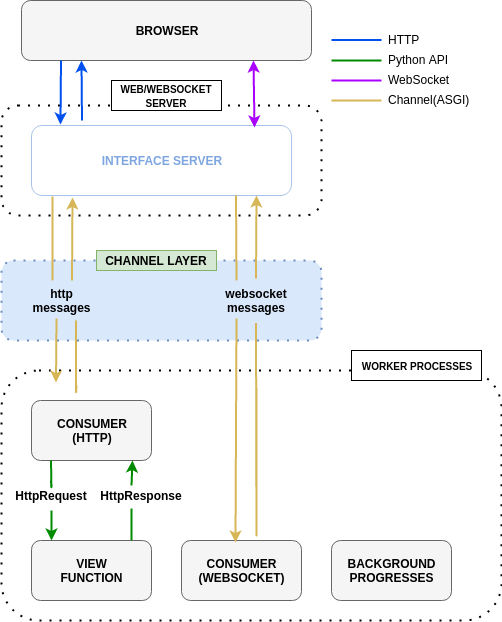 BROWSER
HTTP
Python API
WebSocket
Channel(ASGI)
WEB/WEBSOCKET
SERVER
INTERFACE SERVER
CHANNEL LAYER
http
messages
websocket
messages
WORKER PROCESSES
CONSUMER
(HTTP)
HttpRequest
HttpResponse
VIEW
FUNCTION
CONSUMER
(WEBSOCKET)
BACKGROUND
PROGRESSES